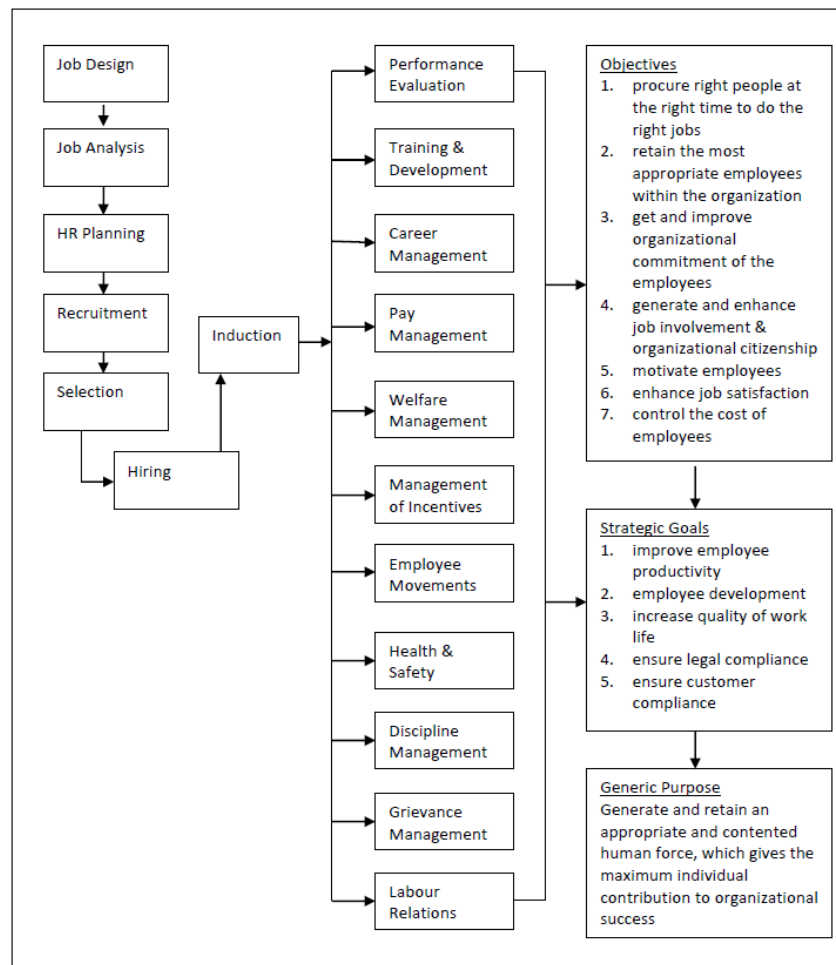 Job Design
Job Analysis
HR Planning
Recruitment
Selection
Hiring
Induction
Performance
Evaluation
Training &
Development
Career
Management
Pay
Management
Welfare
Management
Management
of Incentives
Employee
Movements
Health &
Safety
Discipline
Management
Grievance
Management
Labour
Relations
Objectives
1. procure right people at
the right time to do the
right jobs
2. retain the most
appropriate employees
within the organization
3. get and improve
organizational
commitment of the
employees
4. generate and enhance
job involvement &
organizational citizenship
5. motivate employees
6. enhance job satisfaction
7. control the cost of
employees
Strategic Goals
1. improve employee
productivity
2. employee development
3. increase quality of work
life
4. ensure legal compliance
5. ensure customer
compliance
Generic Purpose
Generate and retain an
appropriate and contented
human force, which gives the
maximum individual
contribution to organizational
success